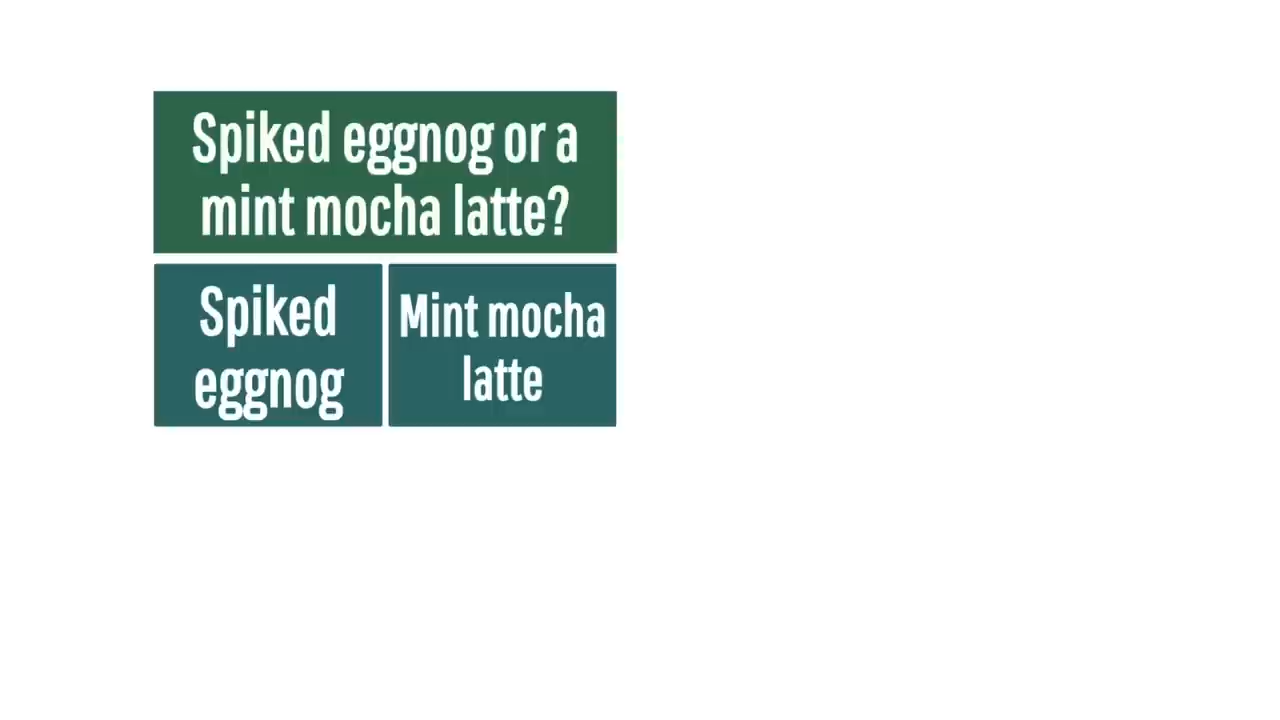 Spiked eggnog or a
mint mocha latte?
Spiked
eggnog
Mint mocha
latte